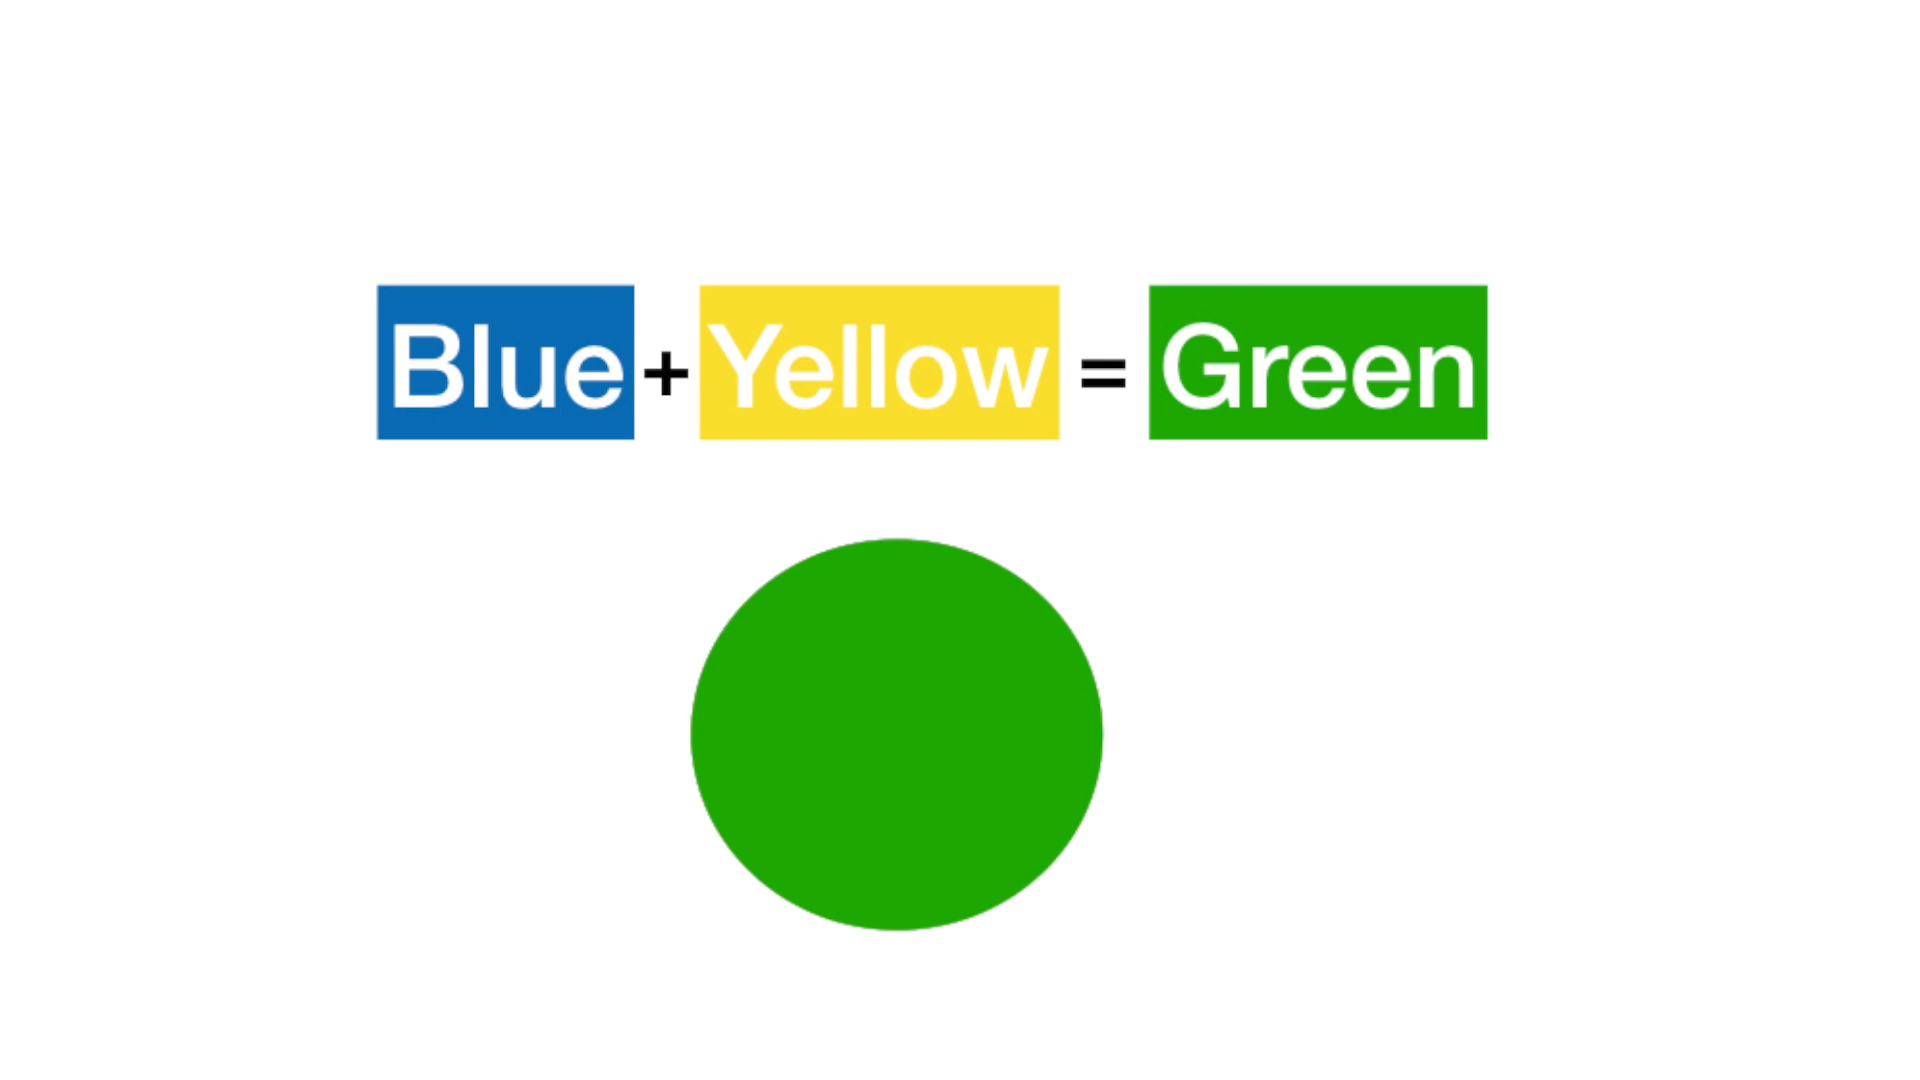 Blue + Yellow = Green